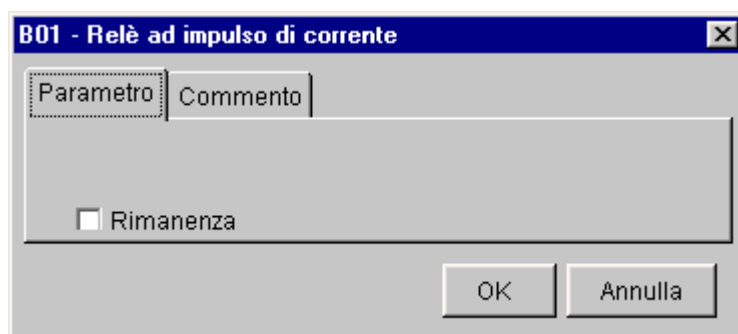 B01 - Relè ad impulso di corrente
Parametro Commento
Rimanenza
OK Annulla